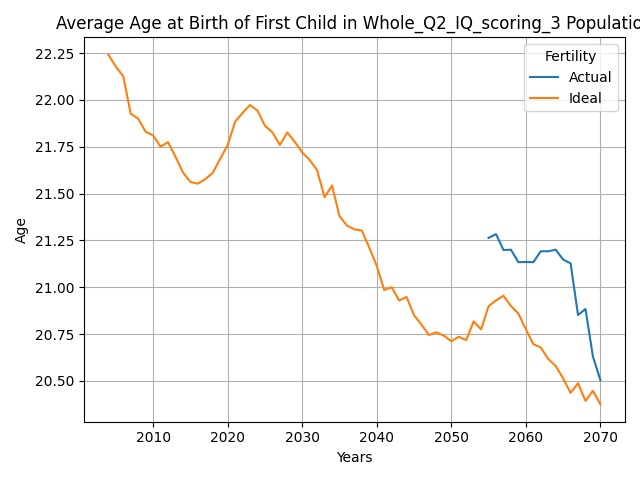 Average Age at Birth of First Child in Whole_Q2_IQ_scoring_3 Populatio
22.25
22.00
21.75
21.50
21.25
21.00
20.75
20.50
Age
Fertility
Actual
Ideal
2010 2020 2030 2040 2050 2060 2070
Years